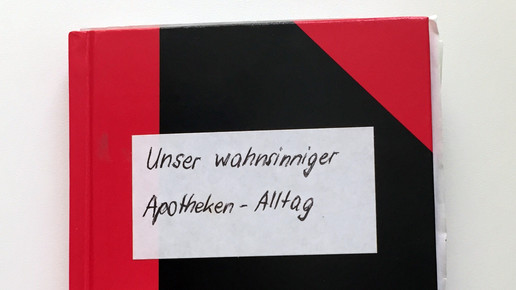 Unser wahnsinniger
Apotheken - Alltag